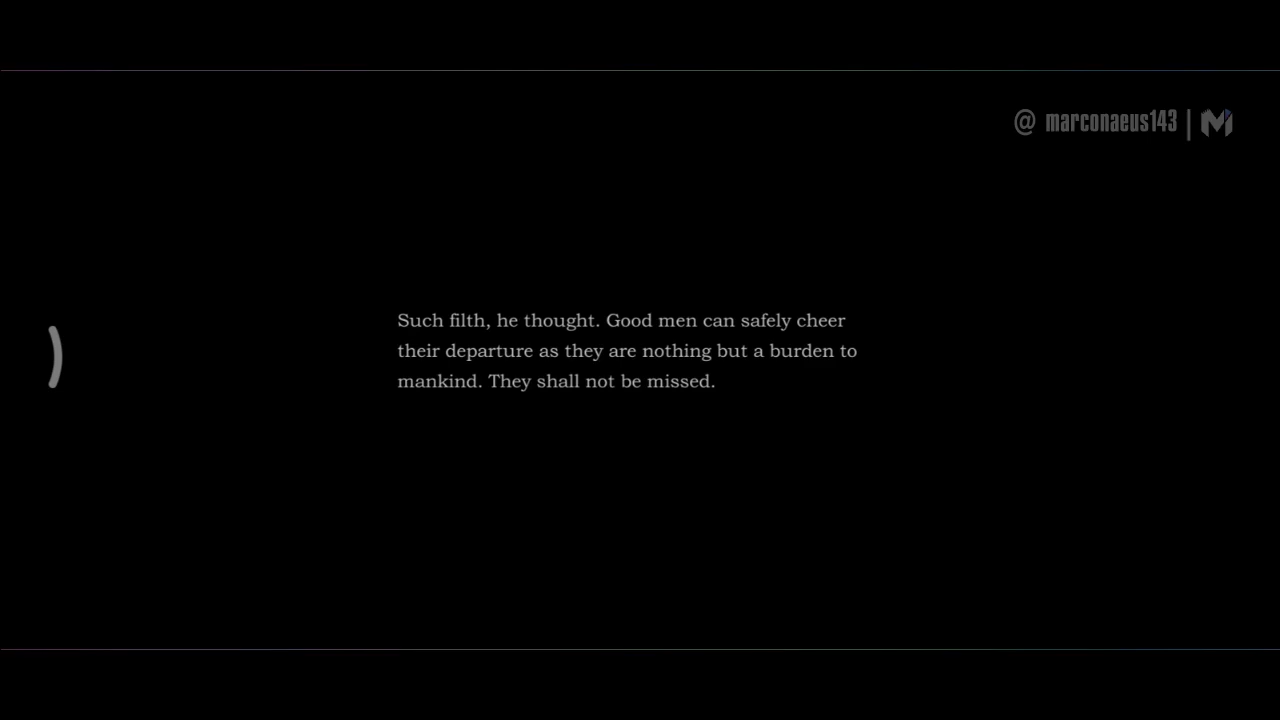 @ marconaeus143 | M
Such filth, he thought. Good men can safely cheer
their departure as they are nothing but a burden to
mankind. They shall not be missed.